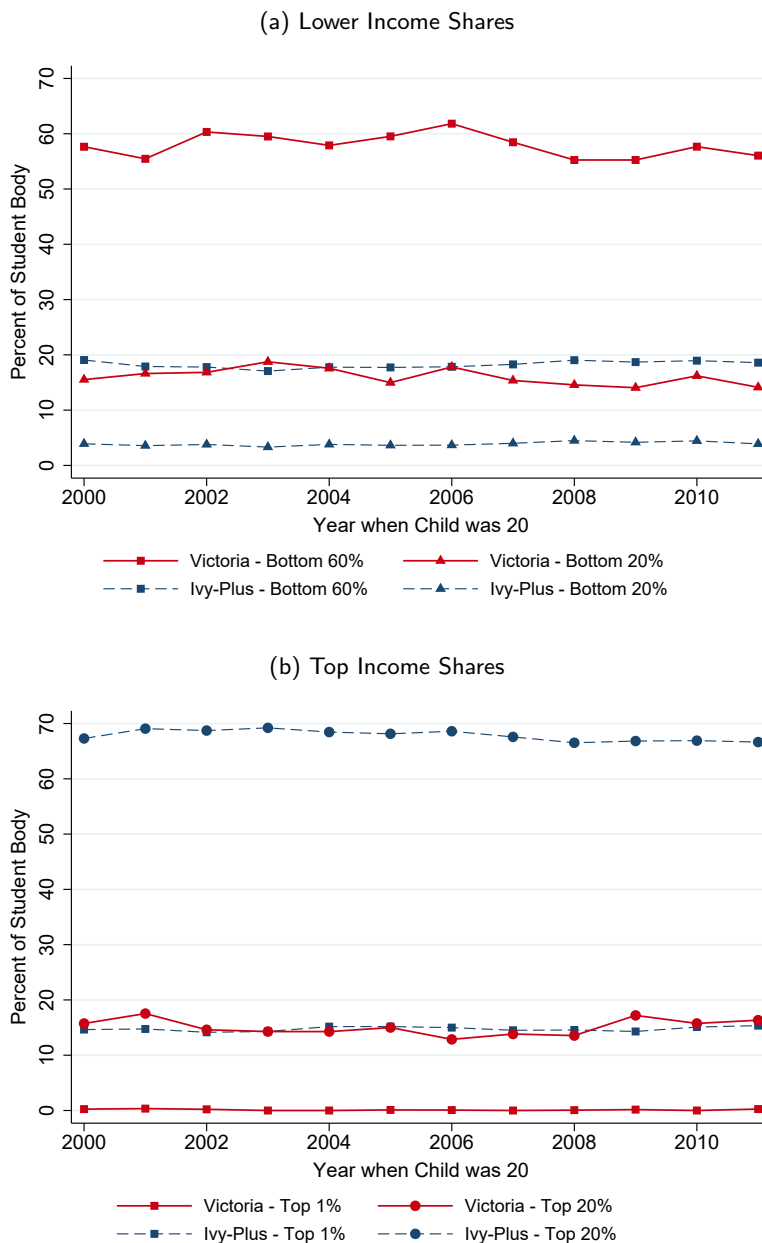 (a) Lower Income Shares
Percent of Student Body
70
60
50
40
30
20
10
0
2000 2002 2004 2006 2008 2010
Year when Child was 20
Victoria - Bottom 60% Victoria - Bottom 20%
Ivy-Plus - Bottom 60% Ivy-Plus - Bottom 20%
(b) Top Income Shares
Percent of Student Body
70
60
50
40
30
20
10
0
2000 2002 2004 2006 2008 2010
Year when Child was 20
Victoria - Top 1% Victoria - Top 20%
Ivy-Plus - Top 1% Ivy-Plus - Top 20%